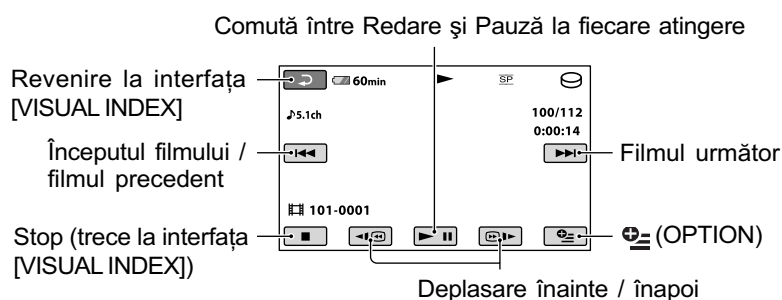 Comută între Redare şi Pauză la fiecare atingere
Revenire la interfaţa
[VISUAL INDEX]
60min
SP
♪5.1ch
100/112
0:00:14
Începutul filmului /
filmul precedent
Filmul următor
101-0001
Stop (trece la interfaţa
[VISUAL INDEX])
(OPTION)
Deplasare înainte / înapoi